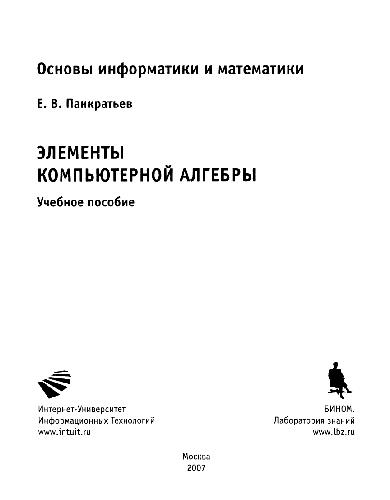 Основы информатики и математики
Е. В. Панкратьев
ЭЛЕМЕНТЫ
КОМПЬЮТЕРНОЙ АЛГЕБРЫ
Учебное пособие
Интернет-Университет
Информационных Технологий
www.intuit.ru
БИНОМ.
Лаборатория знаний
www.lbz.ru
Москва
2007